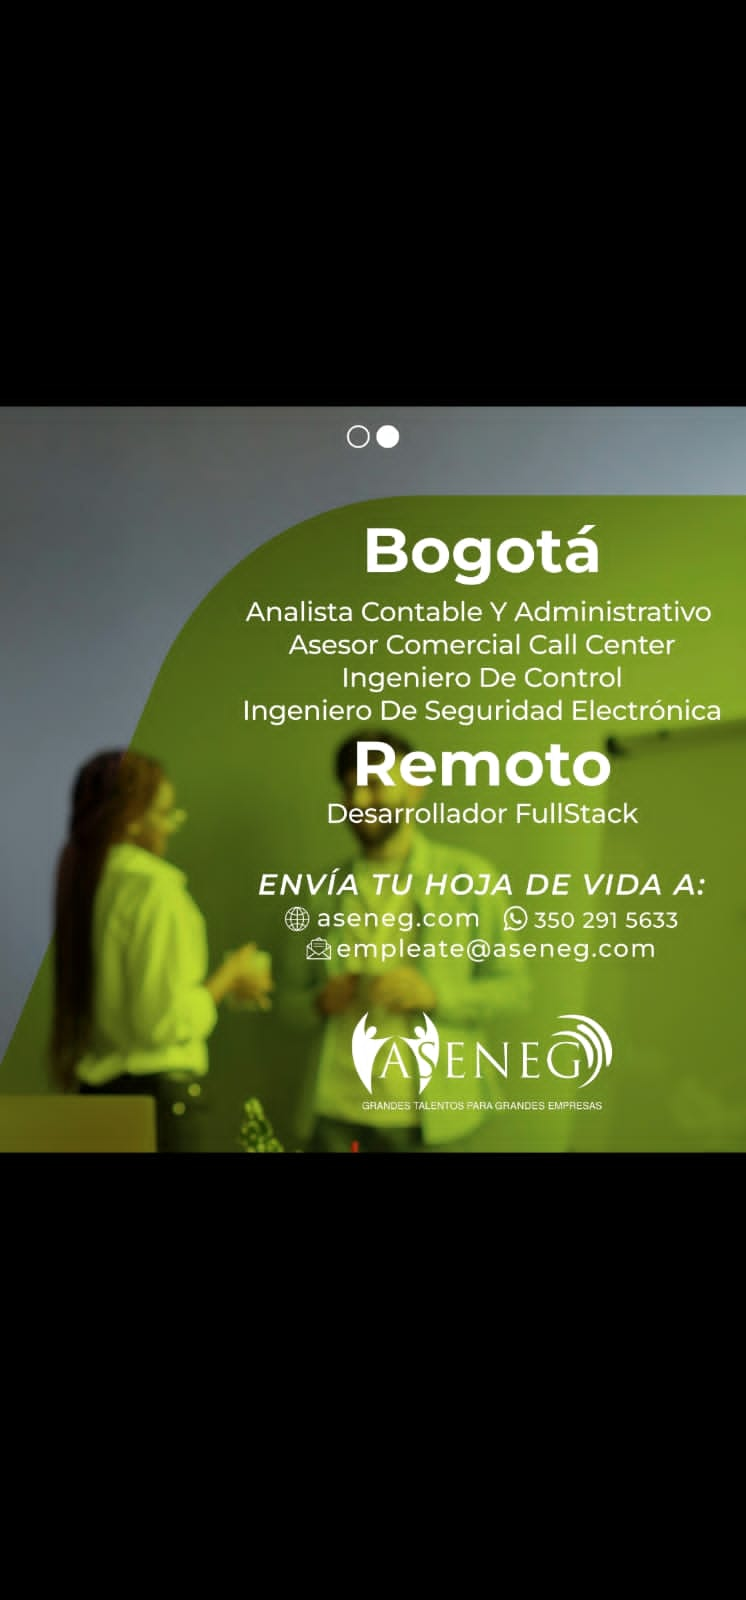 Bogotá
Analista Contable Y Administrativo
Asesor Comercial Call Center
Ingeniero De Control
Ingeniero De Seguridad Electrónica
Remoto
Desarrollador FullStack
ENVÍA TU HOJA DE VIDA A:
aseneg.com 350 291 5633
empleate@aseneg.com
ASENEG
GRANDES TALENTOS PARA GRANDES EMPRESAS